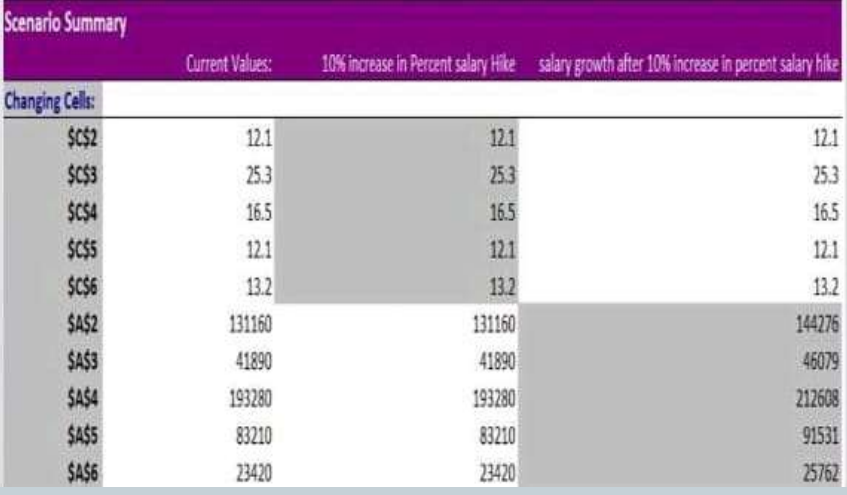 Scenario Summary
Current Values: 10% increase in Percent salary Hike salary growth after 10% increase in percent salary hike
Changing Cells:
$C$2 12.1 12.1 12.1
$C$3 25.3 25.3 25.3
$C$4 16.5 16.5 16.5
$C$5 12.1 12.1 12.1
$C$6 13.2 13.2 13.2
$A$2 131160 131160 144276
$A$3 41890 41890 46079
$A$4 193280 193280 212608
$A$5 83210 83210 91531
$A$6 23420 23420 25762